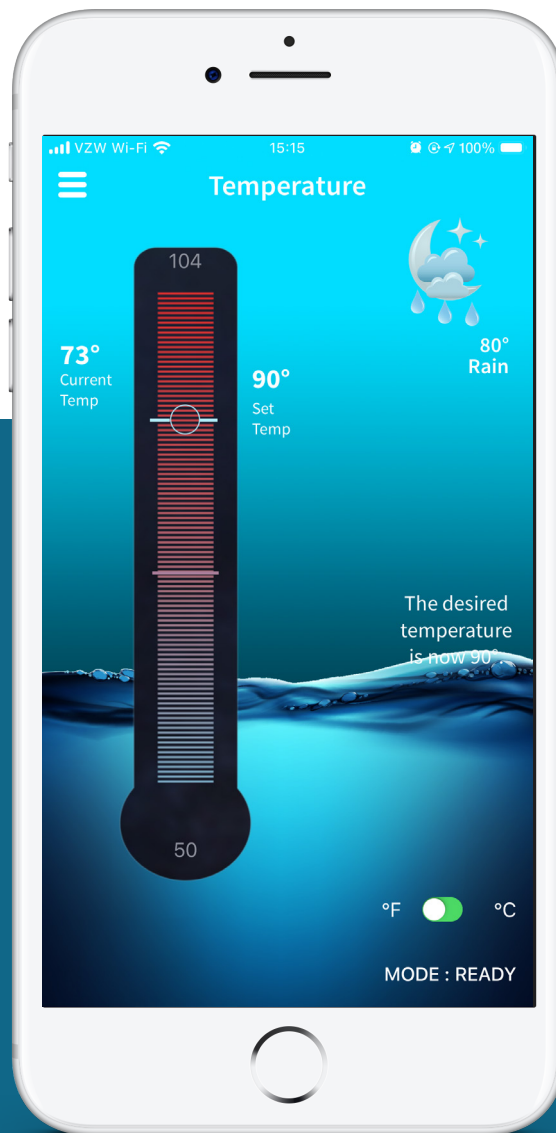 VZW Wi-Fi 15:15 100%
Temperature
104
80°
Rain
73°
Current
Temp
90°
Set
Temp
The desired
temperature
is now 90°.
50
°F °C
MODE : READY